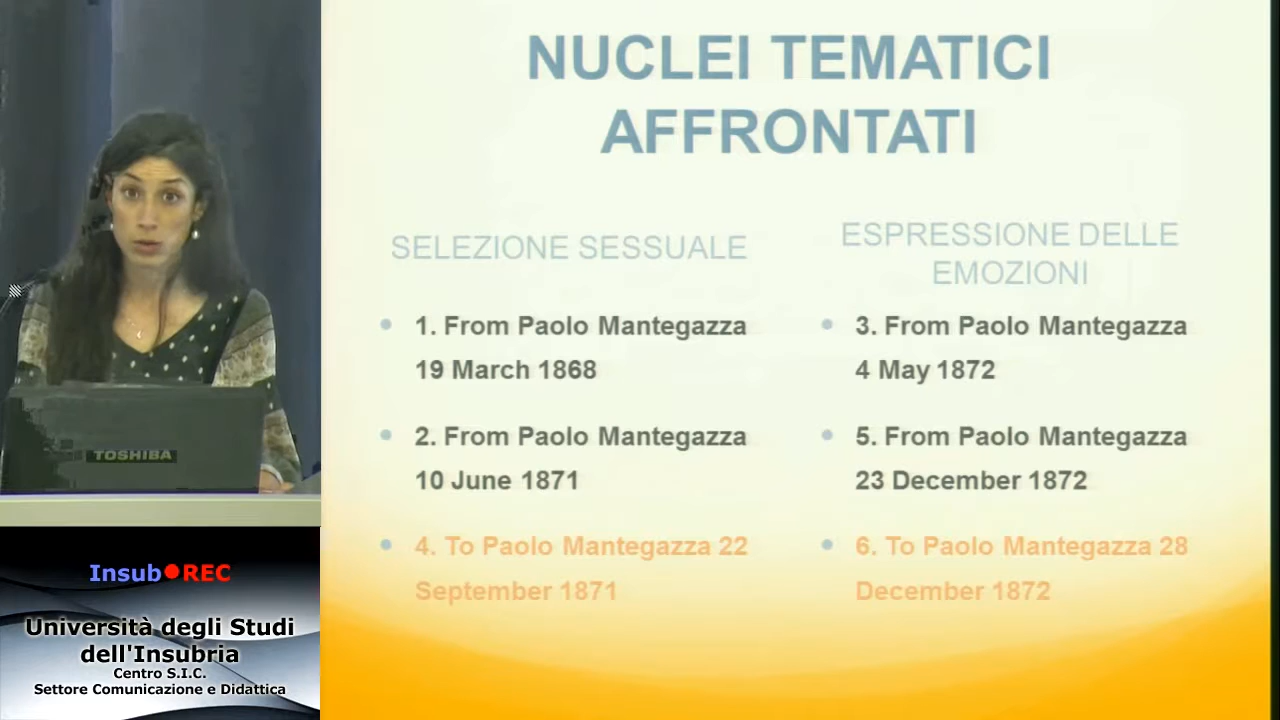 NUCLEI TEMATICI
AFFRONTATI
SELEZIONE SESSUALE
1. From Paolo Mantegazza
19 March 1868
2. From Paolo Mantegazza
10 June 1871
4. To Paolo Mantegazza 22
September 1871
ESPRESSIONE DELLE
EMOZIONI
3. From Paolo Mantegazza
4 May 1872
5. From Paolo Mantegazza
23 December 1872
6. To Paolo Mantegazza 28
December 1872
TOSHIBA
Insub REC
Università degli Studi
dell'Insubria
Centro S.I.C.
Settore Comunicazione e Didattica